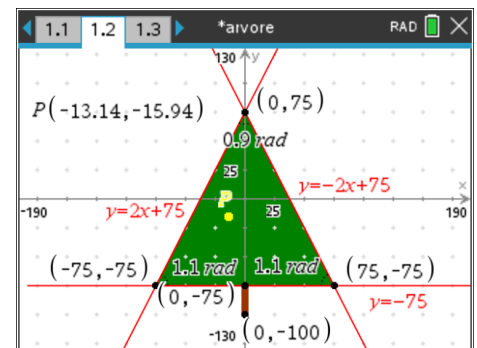 1.1 1.2 1.3 *arvore RAD
130 y
P(-13.14,-15.94) (0,75)
0.9 rad
25
P y=-2x+75
x
-190 y=2x+75 25 190
(-75,-75) 1.1 rad 1.1 rad (75,-75)
(0,-75) y=-75
-130 (0,-100)